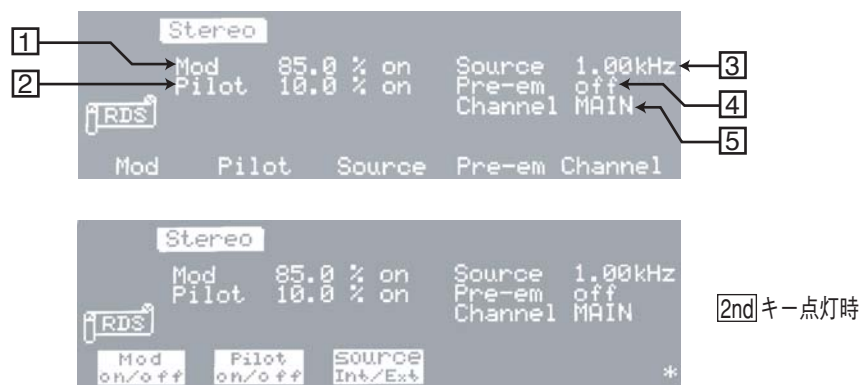 Stereo
1 Mod 85.0 % on Source 1.00kHz 3
2 Pilot 10.0 % on Pre-em off 4
RDS Channel MAIN 5
Mod Pilot Source Pre-em Channel
Stereo
Mod 85.0 % on Source 1.00kHz
Pilot 10.0 % on Pre-em off
RDS Channel MAIN
2ndキー点灯時
Mod Pilot source
on/off on/off Int/Ext *